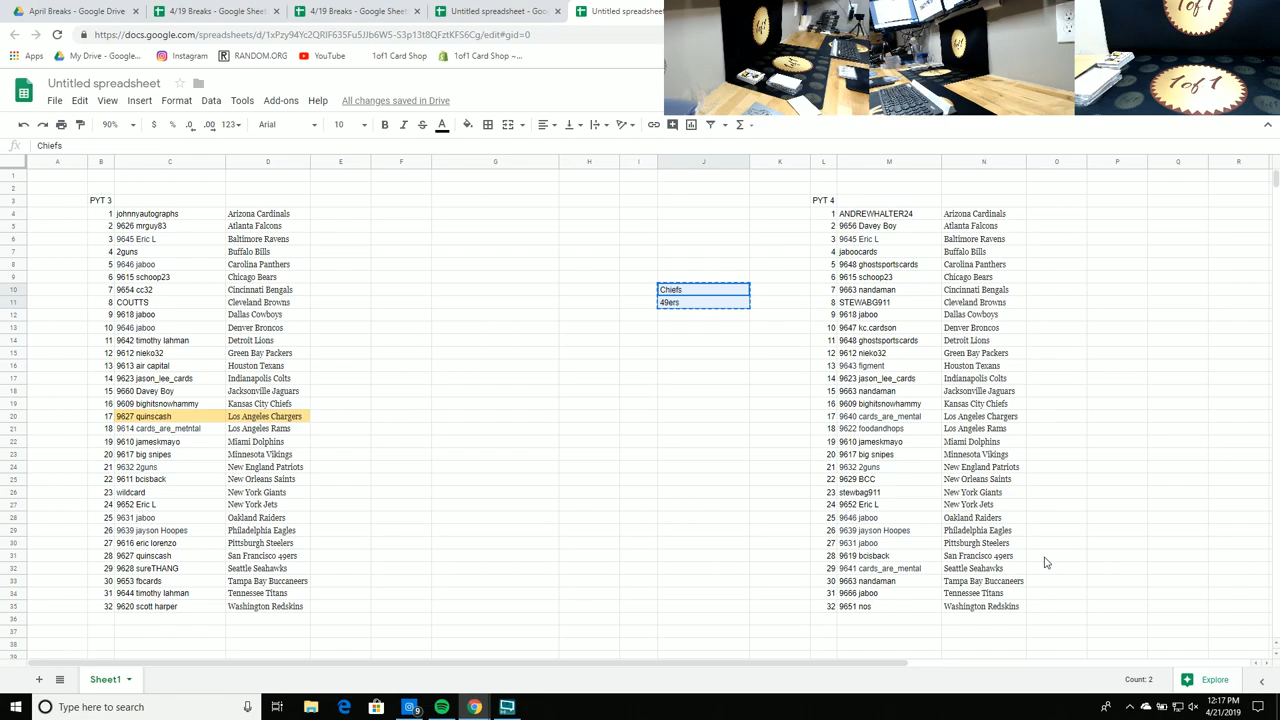 April Breaks - Google Drive
4/19 Breaks - Google S
4/19 Breaks - Google S
Untitled spreadsheet - Goo
Untitled spreadshe
https://docs.google.com/spreadsheets/d/1xPzy94Yc2QRIF635Fu5JJb6W5-S3p13t8QFztKFS6Cg/edit#gid=0
Apps
My Drive - Google...
Instagram
RANDOM.ORG
YouTube
1of1 Card Shop
1of1 Card Shop ~...
Untitled spreadsheet
File Edit View Insert Format Data Tools Add-ons Help All changes saved in Drive
90% $ % .0 .00 123 Arial 10 B I S A
fx Chiefs
A B C D E F G H I J K L M N O P Q R
PYT 3
1 johnnyautographs Arizona Cardinals
2 9626 mrguy83 Atlanta Falcons
3 9645 Eric L Baltimore Ravens
4 2guns Buffalo Bills
5 9646 jaboo Carolina Panthers
6 9615 schoop23 Chicago Bears
7 9654 cc32 Cincinnati Bengals
8 COUTTS Cleveland Browns
9 9618 jaboo Dallas Cowboys
10 9646 jaboo Denver Broncos
11 9642 timothy lahman Detroit Lions
12 9612 nieko32 Green Bay Packers
13 9613 air capital Houston Texans
14 9623 jason_lee_cards Indianapolis Colts
15 9660 Davey Boy Jacksonville Jaguars
16 9609 bighitsnowhammy Kansas City Chiefs
17 9627 quinscash Los Angeles Chargers
18 9614 cards_are_metntal Los Angeles Rams
19 9610 jameskmayo Miami Dolphins
20 9617 big snipes Minnesota Vikings
21 9632 2guns New England Patriots
22 9611 bcisback New Orleans Saints
23 wildcard New York Giants
24 9652 Eric L New York Jets
25 9631 jaboo Oakland Raiders
26 9639 jayson Hoopes Philadelphia Eagles
27 9616 eric lorenzo Pittsburgh Steelers
28 9627 quinscash San Francisco 49ers
29 9628 sureTHANG Seattle Seahawks
30 9653 fbcards Tampa Bay Buccaneers
31 9644 timothy lahman Tennessee Titans
32 9620 scott harper Washington Redskins
Chiefs
49ers
PYT 4
1 ANDREWHALTER24 Arizona Cardinals
2 9656 Davey Boy Atlanta Falcons
3 9645 Eric L Baltimore Ravens
4 jaboocards Buffalo Bills
5 9648 ghostsportscards Carolina Panthers
6 9615 schoop23 Chicago Bears
7 9663 nandaman Cincinnati Bengals
8 STEWABG911 Cleveland Browns
9 9618 jaboo Dallas Cowboys
10 9647 kc.cardson Denver Broncos
11 9648 ghostsportscards Detroit Lions
12 9612 nieko32 Green Bay Packers
13 9643 figment Houston Texans
14 9623 jason_lee_cards Indianapolis Colts
15 9663 nandaman Jacksonville Jaguars
16 9609 bighitsnowhammy Kansas City Chiefs
17 9640 cards_are_mental Los Angeles Chargers
18 9622 foodandhops Los Angeles Rams
19 9610 jameskmayo Miami Dolphins
20 9617 big snipes Minnesota Vikings
21 9632 2guns New England Patriots
22 9629 BCC New Orleans Saints
23 stewbag911 New York Giants
24 9652 Eric L New York Jets
25 9646 jaboo Oakland Raiders
26 9639 jayson Hoopes Philadelphia Eagles
27 9631 jaboo Pittsburgh Steelers
28 9619 bcisback San Francisco 49ers
29 9641 cards_are_mental Seattle Seahawks
30 9663 nandaman Tampa Bay Buccaneers
31 9666 jaboo Tennessee Titans
32 9651 nos Washington Redskins
1of1
1of1
Sheet1
Count: 2
Explore
Type here to search
12:17 PM
4/21/2019